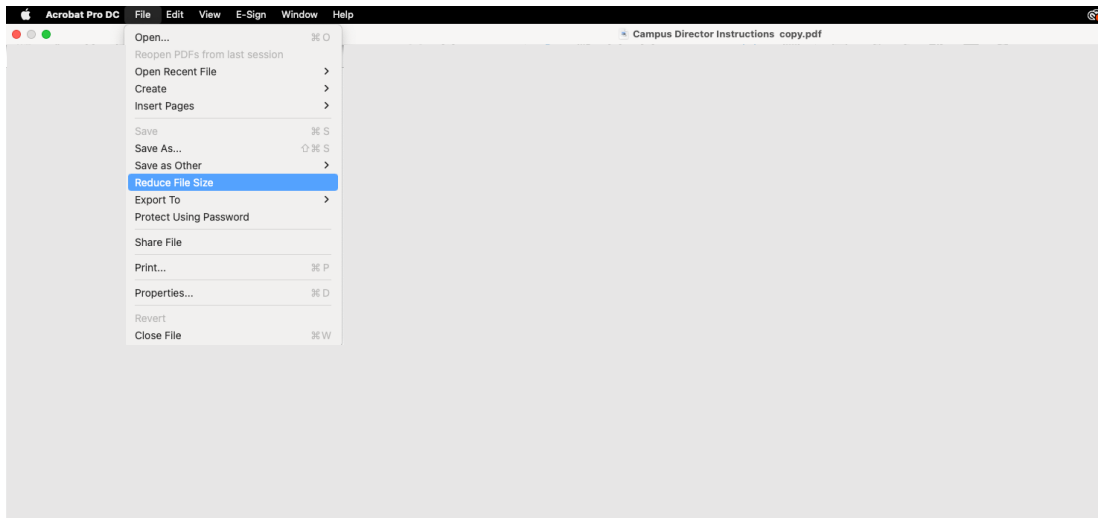 Acrobat Pro DC File Edit View E-Sign Window Help
Campus Director Instructions copy.pdf
Open... ⌘ O
Reopen PDFs from last session
Open Recent File >
Create >
Insert Pages >
Save ⌘ S
Save As... ⇧ ⌘ S
Save as Other >
Reduce File Size
Export To >
Protect Using Password
Share File
Print... ⌘ P
Properties... ⌘ D
Revert
Close File ⌘ W